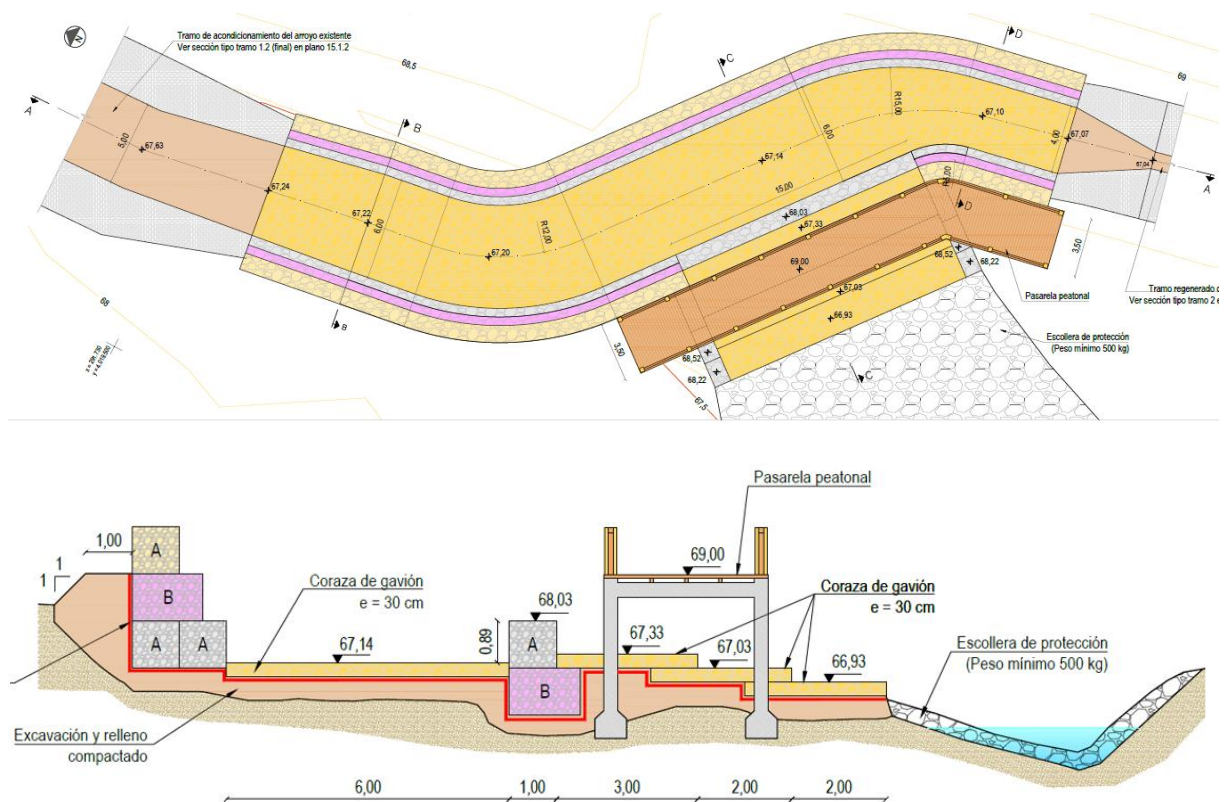 N
Tramo de acondicionamiento del arroyo existente
Ver sección tipo tramo 1.2 (final) en plano 15.1.2
68,5
D
69
C
A
B
5,00
67,63
67,24
67,22
6,00
67,20
R12,00
67,14
15,00
6,00
R15,00
67,10
4,00
67,07
67,04
A
R5,00
D
68,03
67,33
69,00
67,03
66,93
68,52
68,22
3,50
Pasarela peatonal
Tramo regenerado
Ver sección tipo tramo 2
Escollera de protección
(Peso mínimo 500 kg)
68
B
3,50
68,52
68,22
67,5
C
Pasarela peatonal
1,00
1
1
A
B
A
A
Coraza de gavión
e = 30 cm
67,14
68,03
0,89
A
B
69,00
Coraza de gavión
e = 30 cm
67,33
67,03
66,93
Escollera de protección
(Peso mínimo 500 kg)
Excavación y relleno
compactado
6,00
1,00
3,00
2,00
2,00